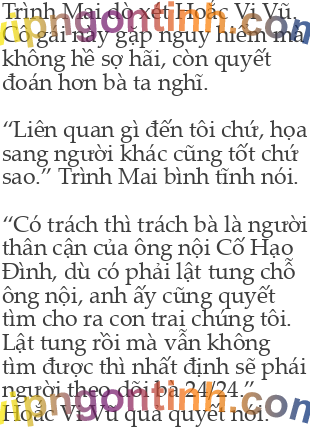 Trình Mai dò xét Hoắc Vi Vũ.
Cô gái này gặp nguy hiểm mà
không hề sợ hãi, còn quyết
đoán hơn bà ta nghĩ.
“Liên quan gì đến tôi chứ, họa
sang người khác cũng tốt chứ
sao.” Trình Mai bình tĩnh nói.
“Có trách thì trách bà là người
thân cận của ông nội Cố Hạo
Đình, dù có phải lật tung chỗ
ông nội, anh ấy cũng quyết
tìm cho ra con trai chúng tôi.
Lật tung rồi mà vẫn không
tìm được thì nhất định sẽ phái
người theo dõi bà 24/24.”
Hoắc Vi Vũ quả quyết nói.
vipngontinh.com
vipngontinh.com